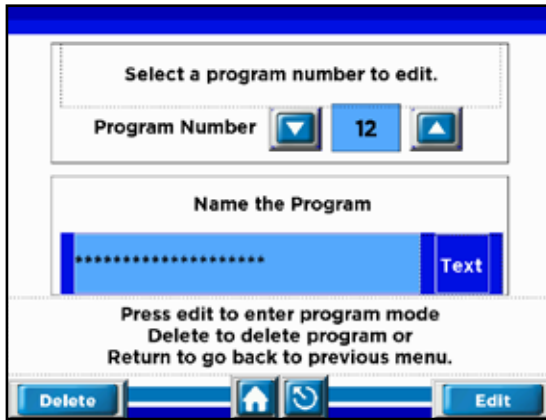 Select a program number to edit.
Program Number 12
Name the Program
******************** Text
Press edit to enter program mode
Delete to delete program or
Return to go back to previous menu.
Delete Edit